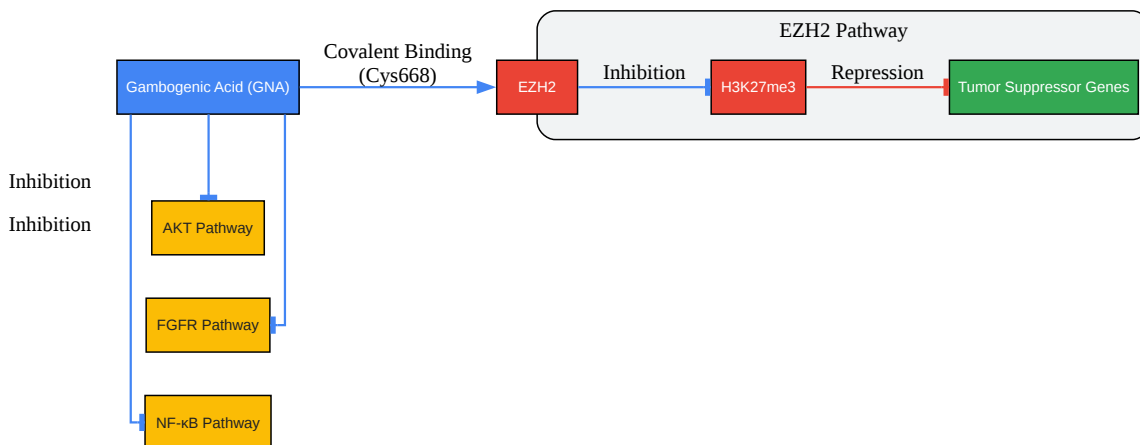 EZH2 Pathway
Covalent Binding
(Cys668)
Gambogenic Acid (GNA)
EZH2
Inhibition
H3K27me3
Repression
Tumor Suppressor Genes
Inhibition
Inhibition
AKT Pathway
FGFR Pathway
NF-κB Pathway